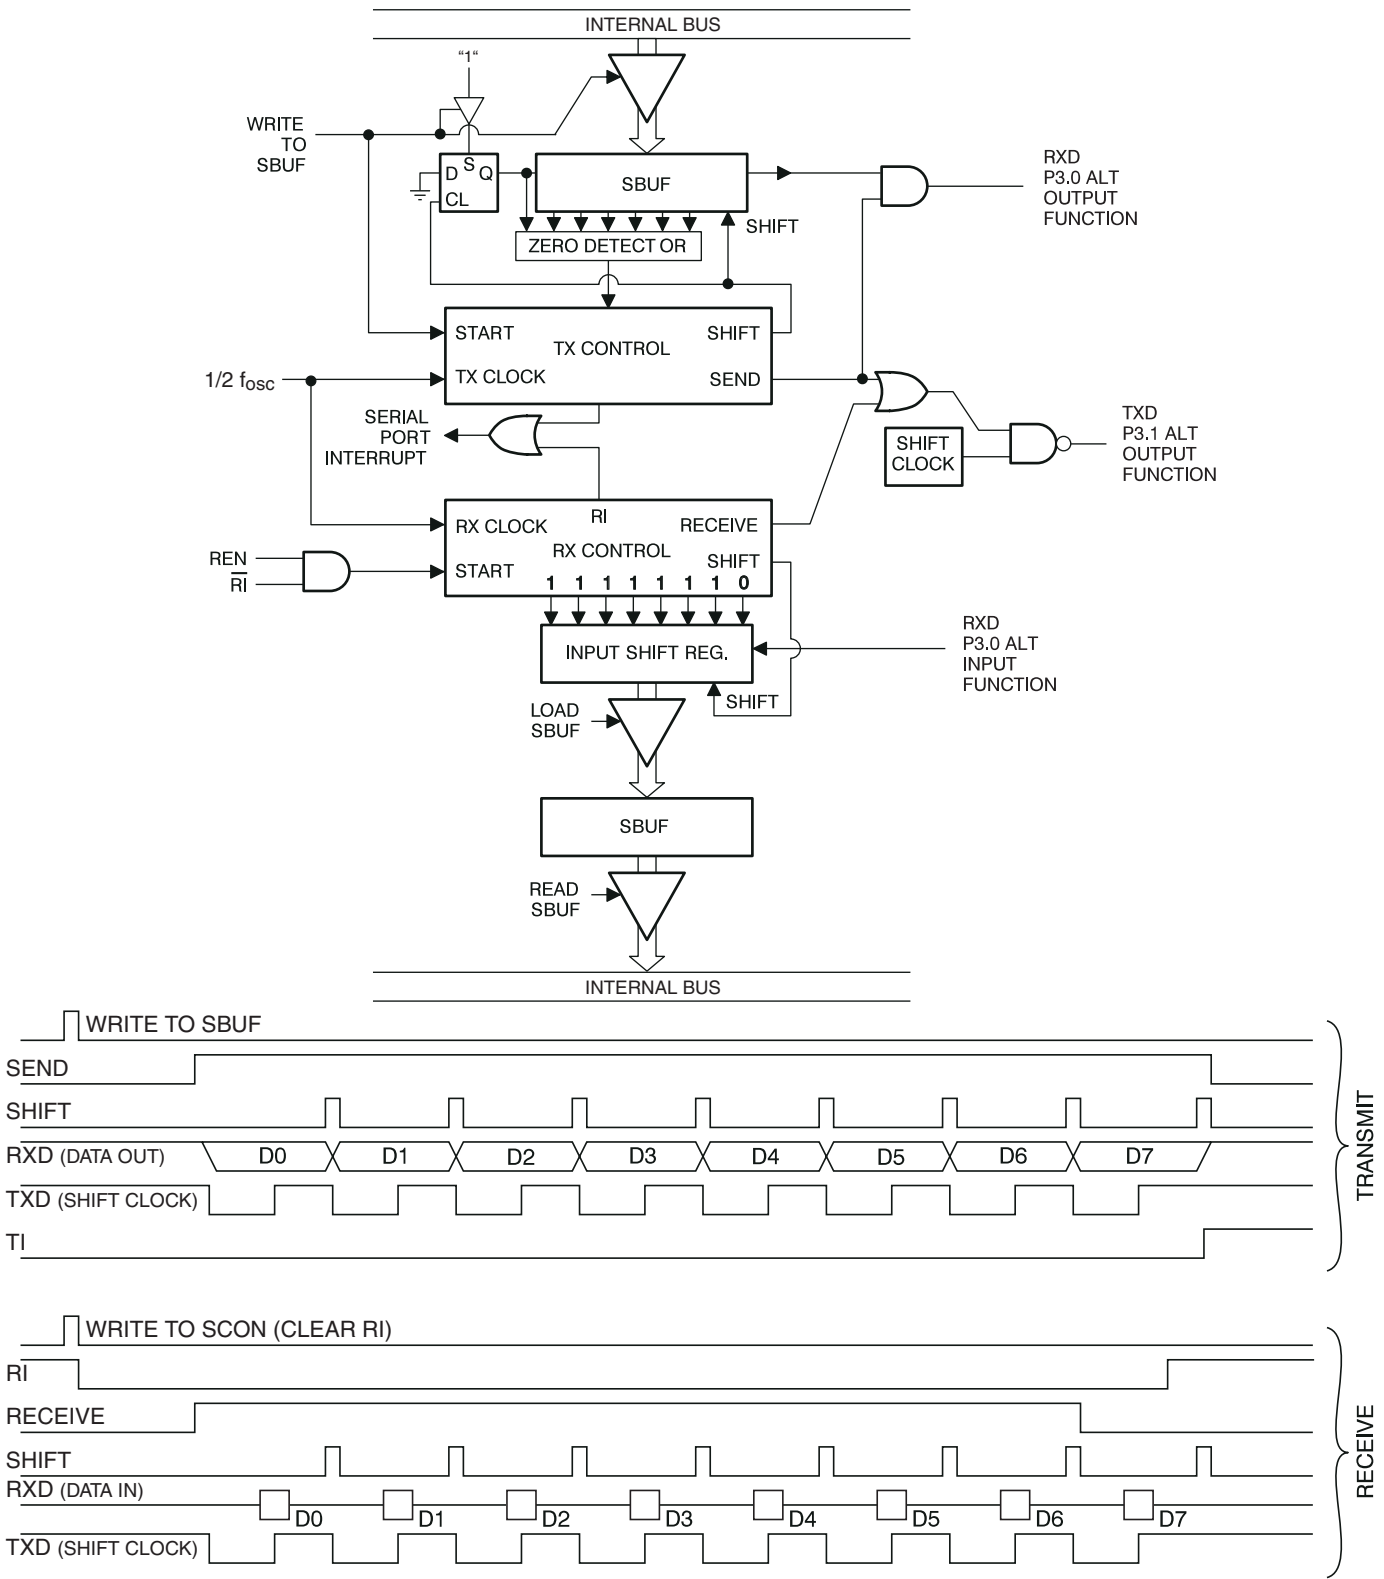 INTERNAL BUS
“1“
WRITE
TO
SBUF
D S Q
CL
SBUF
SHIFT
ZERO DETECT OR
RXD
P3.0 ALT
OUTPUT
FUNCTION
START
TX CONTROL
SHIFT
TX CLOCK
SEND
1/2 fosc
SERIAL
PORT
INTERRUPT
SHIFT
CLOCK
TXD
P3.1 ALT
OUTPUT
FUNCTION
RX CLOCK
RI
RECEIVE
RX CONTROL
SHIFT
START
1 1 1 1 1 1 1 0
REN
RI
INPUT SHIFT REG.
RXD
P3.0 ALT
INPUT
FUNCTION
SHIFT
LOAD
SBUF
SBUF
READ
SBUF
INTERNAL BUS
WRITE TO SBUF
SEND
SHIFT
RXD (DATA OUT) D0 D1 D2 D3 D4 D5 D6 D7
TXD (SHIFT CLOCK)
TI
TRANSMIT
WRITE TO SCON (CLEAR RI)
RI
RECEIVE
SHIFT
RXD (DATA IN) D0 D1 D2 D3 D4 D5 D6 D7
TXD (SHIFT CLOCK)
RECEIVE